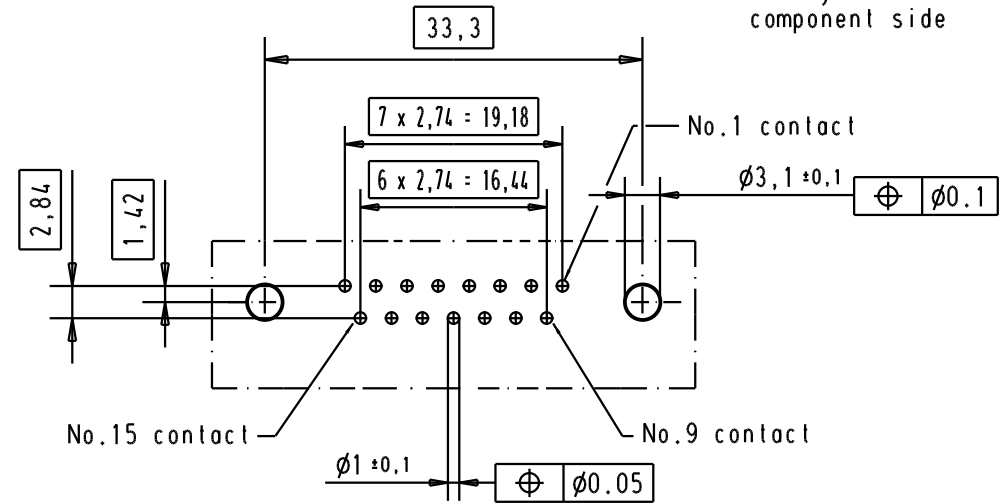 component side
33,3
7 x 2,74 = 19,18
No.1 contact
6 x 2,74 = 16,44
ø3,1 ±0,1
⌖ ø0.1
2,84
1,42
No.15 contact
No.9 contact
ø1 ±0,1
⌖ ø0.05